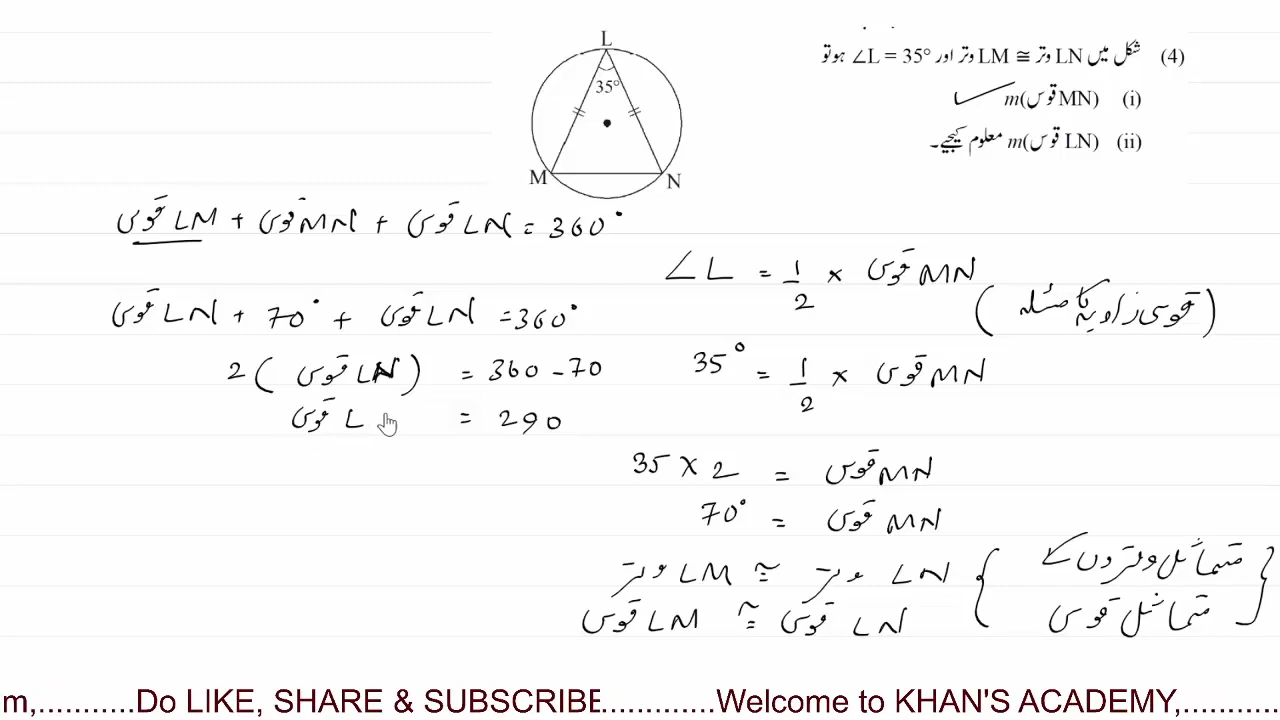 (4) شکل میں LN وتر ≅ LM وتر اور ∠L = 35° ہو تو
(i) m(قوس MN)
(ii) m(قوس LN) معلوم کیجیے۔
L
35°
M
N
قوس LM + قوس MN + قوس LN = 360°
قوس LN + 70° + قوس LN = 360°
2 ( قوس LN ) = 360 - 70
قوس L = 290
∠L = 1/2 × قوس MN
( قوسی زاویہ کا مسئلہ )
35° = 1/2 × قوس MN
35 × 2 = قوس MN
70° = قوس MN
وتر LM ≅ وتر LN { متماثل وتروں کے
قوس LM ≅ قوس LN متماثل قوس }
m,...........Do LIKE, SHARE & SUBSCRIBE.............Welcome to KHAN'S ACADEMY,...........